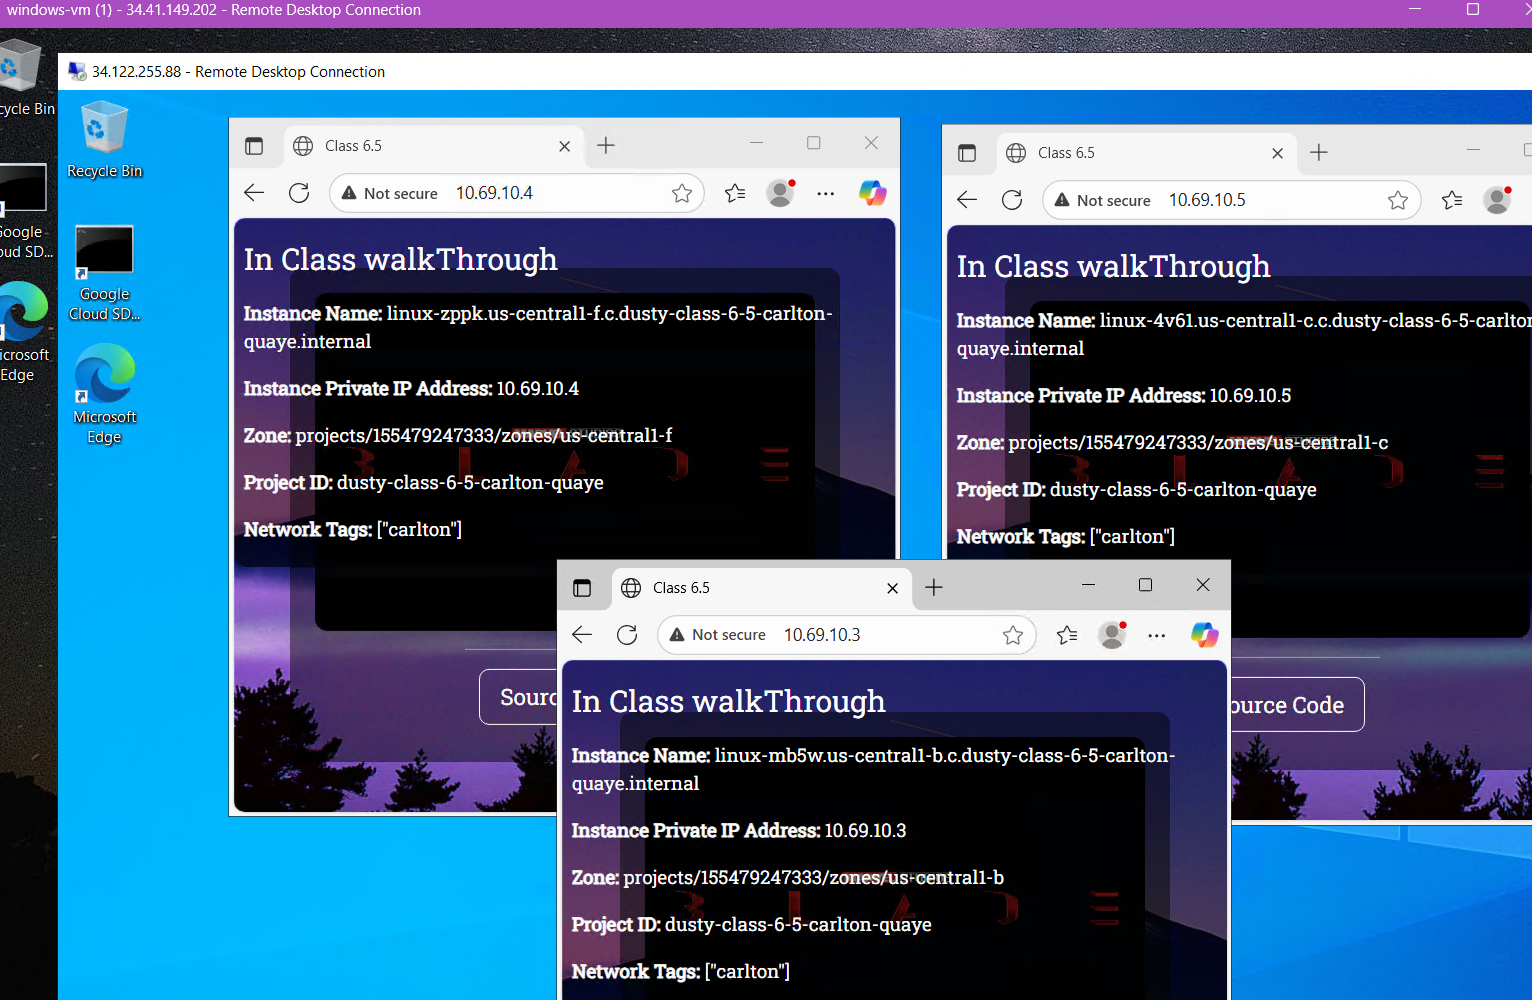 windows-vm (1) - 34.41.149.202 - Remote Desktop Connection
34.122.255.88 - Remote Desktop Connection
cycle Bin
Google
oud SD...
icrosoft
Edge
Recycle Bin
Google
Cloud SD...
Microsoft
Edge
Class 6.5
Not secure 10.69.10.4
In Class walkThrough
Instance Name: linux-zppk.us-central1-f.c.dusty-class-6-5-carlton-
quaye.internal
Instance Private IP Address: 10.69.10.4
Zone: projects/155479247333/zones/us-central1-f
Project ID: dusty-class-6-5-carlton-quaye
Network Tags: ["carlton"]
Sourc
Class 6.5
Not secure 10.69.10.5
In Class walkThrough
Instance Name: linux-4v61.us-central1-c.c.dusty-class-6-5-carlton
quaye.internal
Instance Private IP Address: 10.69.10.5
Zone: projects/155479247333/zones/us-central1-c
Project ID: dusty-class-6-5-carlton-quaye
Network Tags: ["carlton"]
ource Code
Class 6.5
Not secure 10.69.10.3
In Class walkThrough
Instance Name: linux-mb5w.us-central1-b.c.dusty-class-6-5-carlton-
quaye.internal
Instance Private IP Address: 10.69.10.3
Zone: projects/155479247333/zones/us-central1-b
Project ID: dusty-class-6-5-carlton-quaye
Network Tags: ["carlton"]